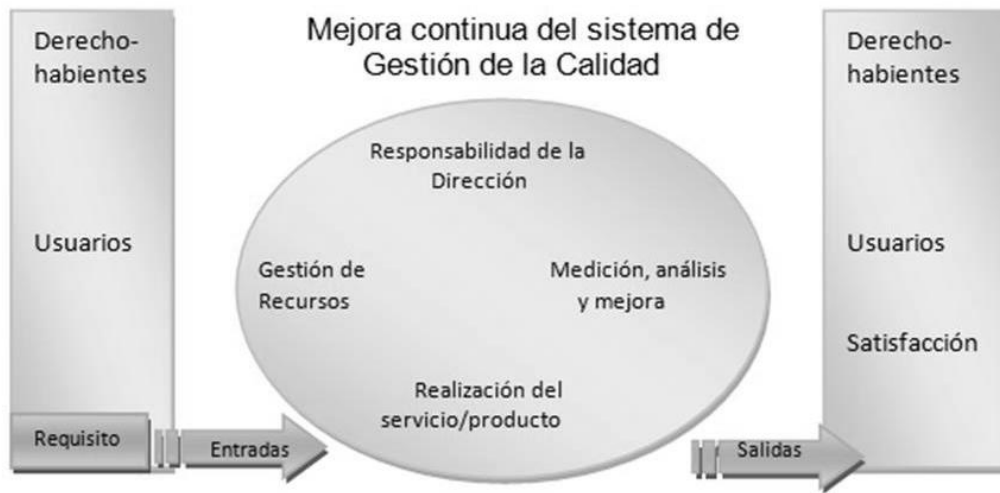 Mejora continua del sistema de
Gestión de la Calidad
Derecho-
habientes
Usuarios
Requisito
Entradas
Responsabilidad de la
Dirección
Gestión de
Recursos
Medición, análisis
y mejora
Realización del
servicio/producto
Salidas
Derecho-
habientes
Usuarios
Satisfacción